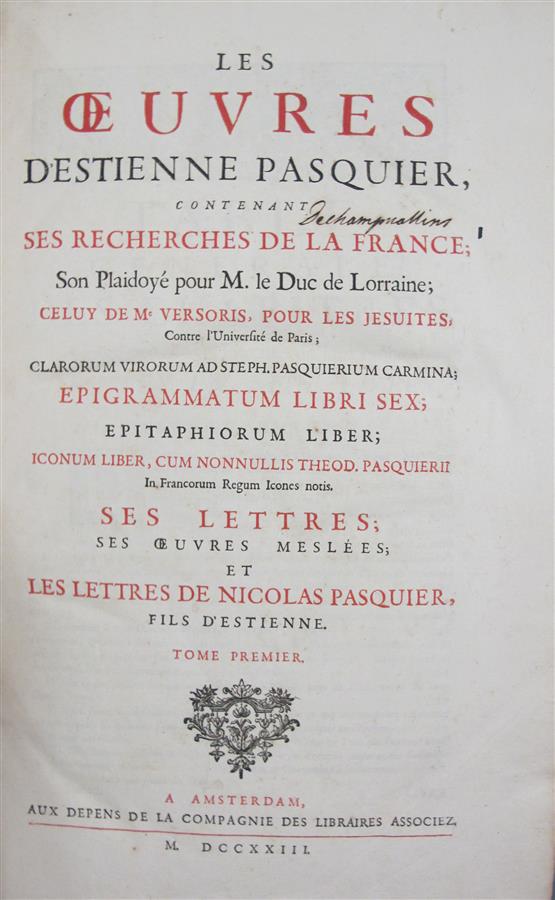 LES
ŒUVRES
D'ESTIENNE PASQUIER,
CONTENANT
SES RECHERCHES DE LA FRANCE;
Son Plaidoyé pour M. le Duc de Lorraine;
CELUY DE Me VERSORIS, POUR LES JESUITES,
Contre l'Université de Paris;
CLARORUM VIRORUM AD STEPH. PASQUIERIUM CARMINA;
EPIGRAMMATUM LIBRI SEX;
EPITAPHIORUM LIBER;
ICONUM LIBER, CUM NONNULLIS THEOD. PASQUIERII
In Francorum Regum Icones notis.
SES LETTRES;
SES ŒUVRES MESLÉES;
ET
LES LETTRES DE NICOLAS PASQUIER,
FILS D'ESTIENNE.
TOME PREMIER.
A AMSTERDAM,
AUX DEPENS DE LA COMPAGNIE DES LIBRAIRES ASSOCIEZ.
M. DCCXXIII.